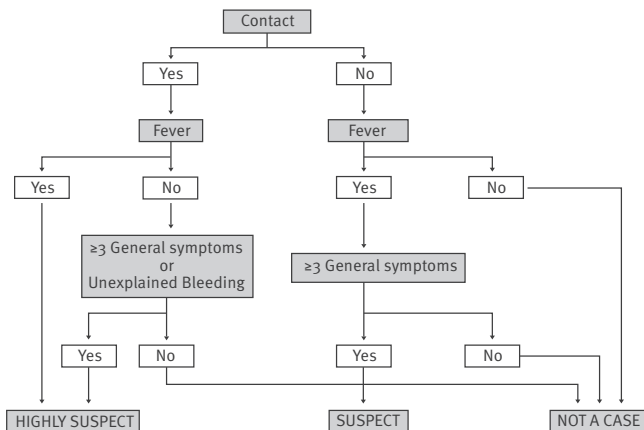 Contact
Yes
No
Fever
Fever
Yes
No
Yes
No
≥3 General symptoms
or
Unexplained Bleeding
≥3 General symptoms
Yes
No
Yes
No
HIGHLY SUSPECT
SUSPECT
NOT A CASE